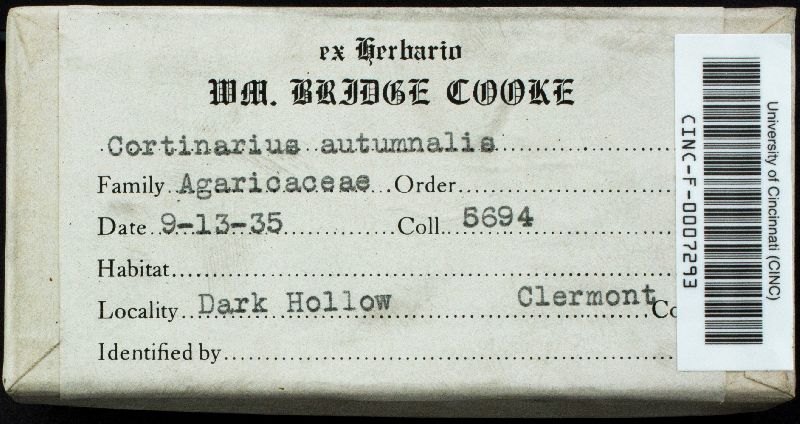 ex Herbario
WM. BRIDGE COOKE
Cortinarius autumnalis
Family Agaricaceae Order
Date 9-13-35 Coll. 5694
Habitat
Locality Dark Hollow Clermont Co
Identified by
CINC-F-0007293
University of Cincinnati (CINC)